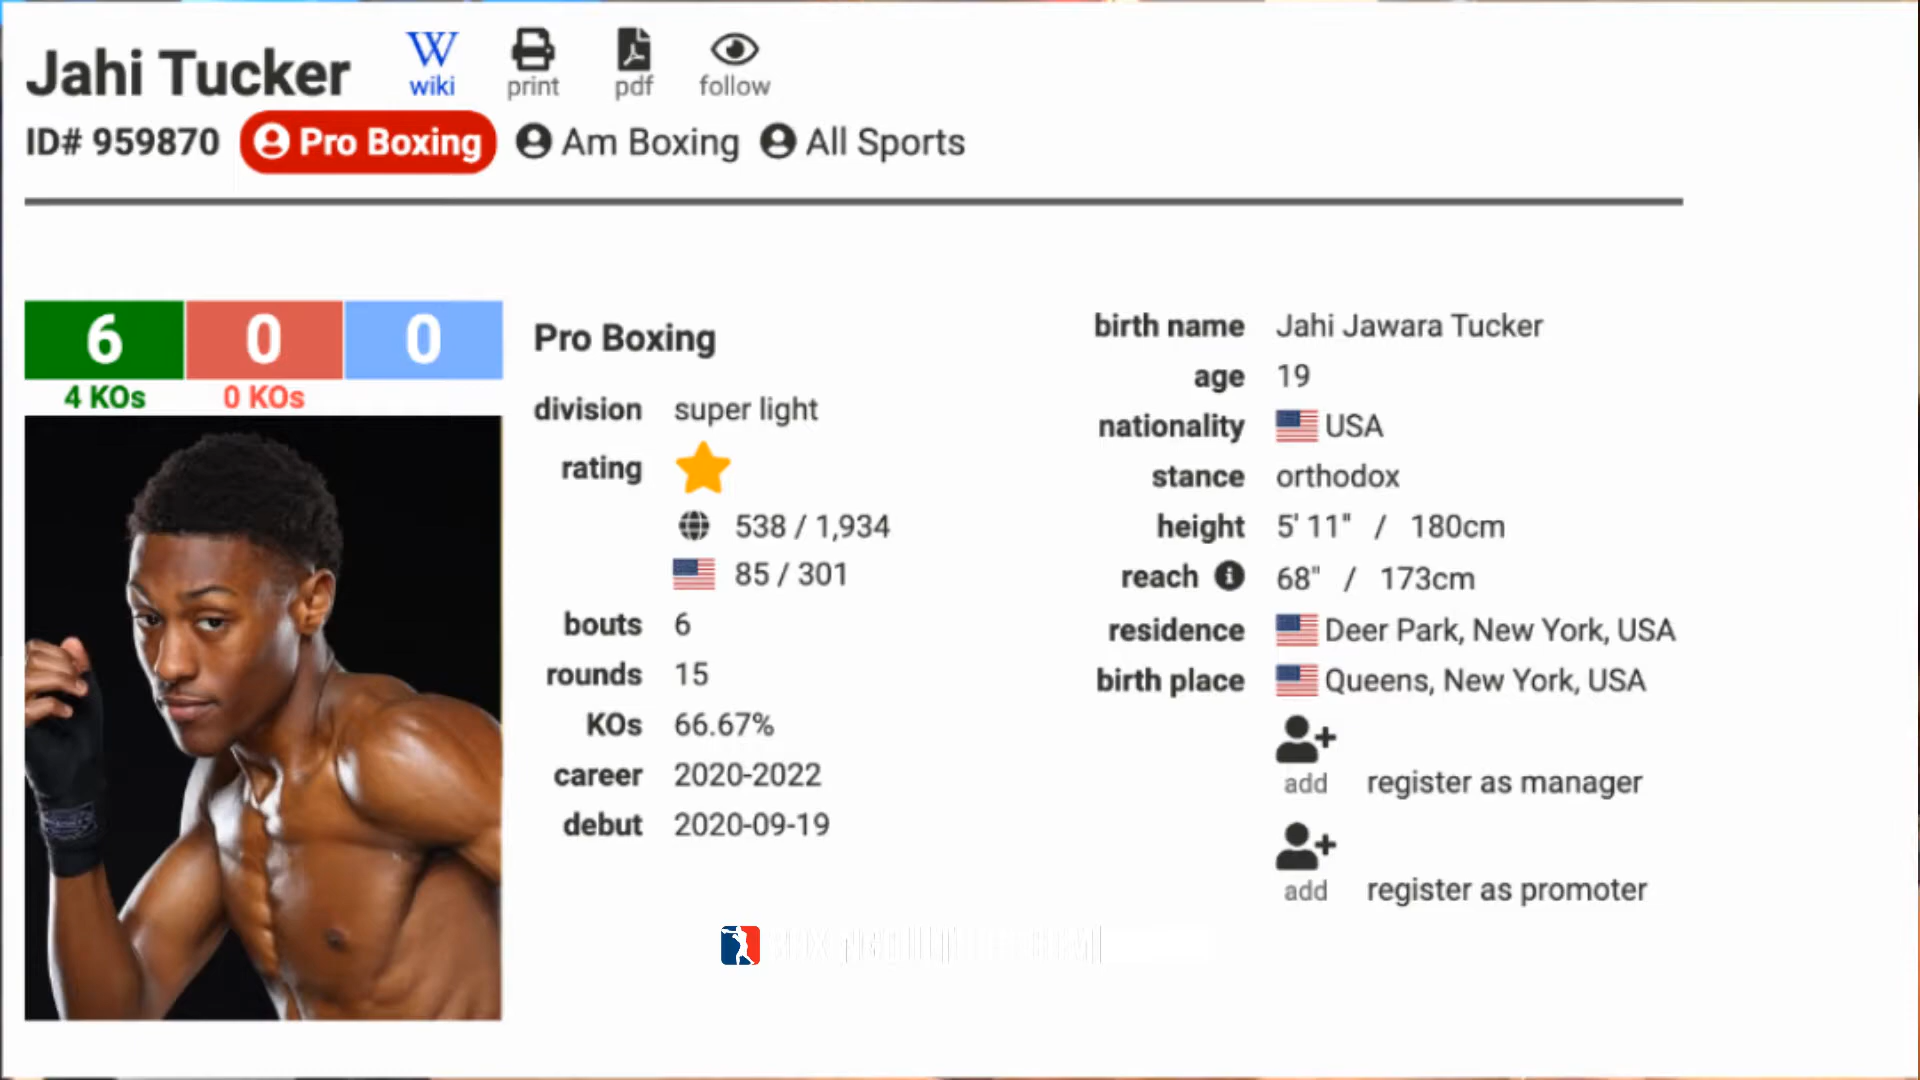 Jahi Tucker
W
wiki
print
pdf
follow
ID# 959870
Pro Boxing
Am Boxing
All Sports
6
0
0
4 KOs
0 KOs
Pro Boxing
division super light
rating
538 / 1,934
85 / 301
bouts 6
rounds 15
KOs 66.67%
career 2020-2022
debut 2020-09-19
birth name Jahi Jawara Tucker
age 19
nationality USA
stance orthodox
height 5' 11" / 180cm
reach 68" / 173cm
residence Deer Park, New York, USA
birth place Queens, New York, USA
add register as manager
add register as promoter